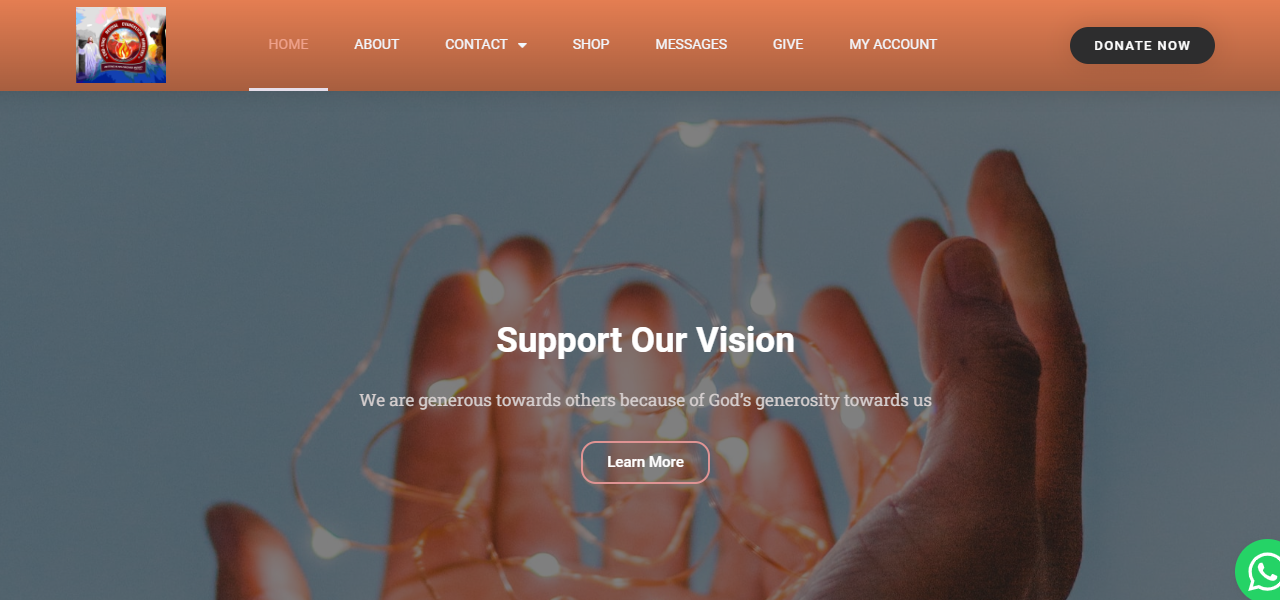 HOME
ABOUT
CONTACT
SHOP
MESSAGES
GIVE
MY ACCOUNT
DONATE NOW
Support Our Vision
We are generous towards others because of God's generosity towards us
Learn More